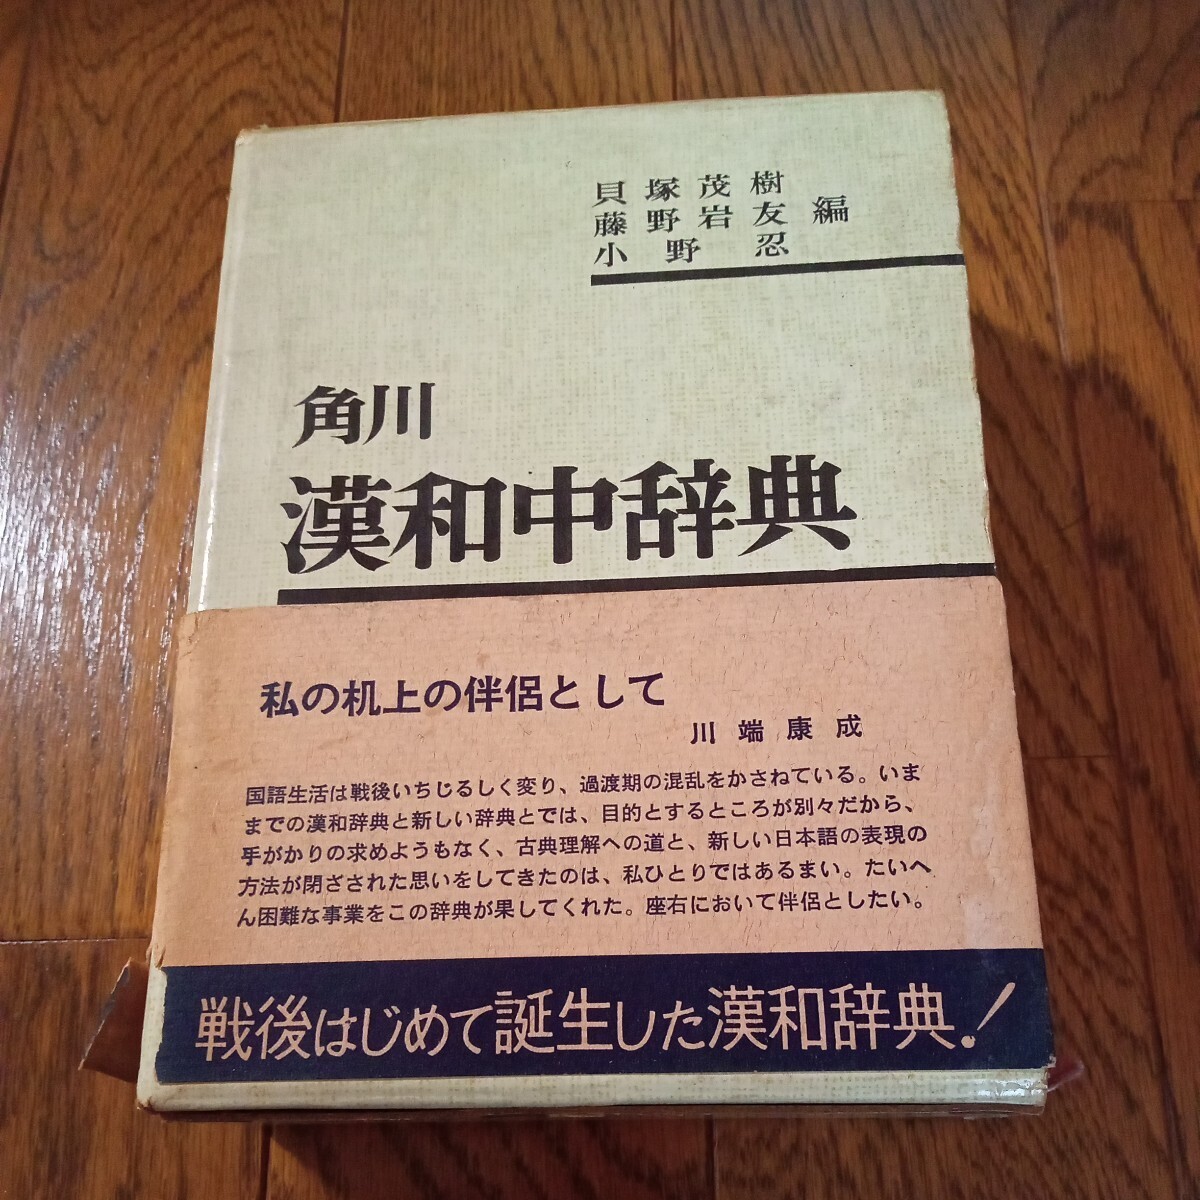 貝塚茂樹
藤野岩友 編
小野忍
角川
漢和中辞典
私の机上の伴侶として
川端康成
国語生活は戦後いちじるしく変り、過渡期の混乱をかさねている。いま
までの漢和辞典と新しい辞典とでは、目的とするところが別々だから、
手がかりの求めようもなく、古典理解への道と、新しい日本語の表現の
方法が閉ざされた思いをしてきたのは、私ひとりではあるまい。たいへ
ん困難な事業をこの辞典が果してくれた。座右において伴侶としたい。
戦後はじめて誕生した漢和辞典!